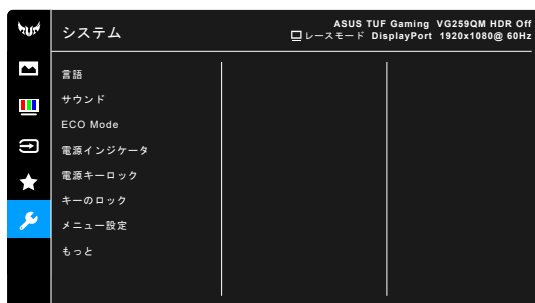 システム
ASUS TUF Gaming VG259QM HDR Off
レースモード DisplayPort 1920x1080@ 60Hz
言語
サウンド
ECO Mode
電源インジケータ
電源キーロック
キーのロック
メニュー設定
もっと